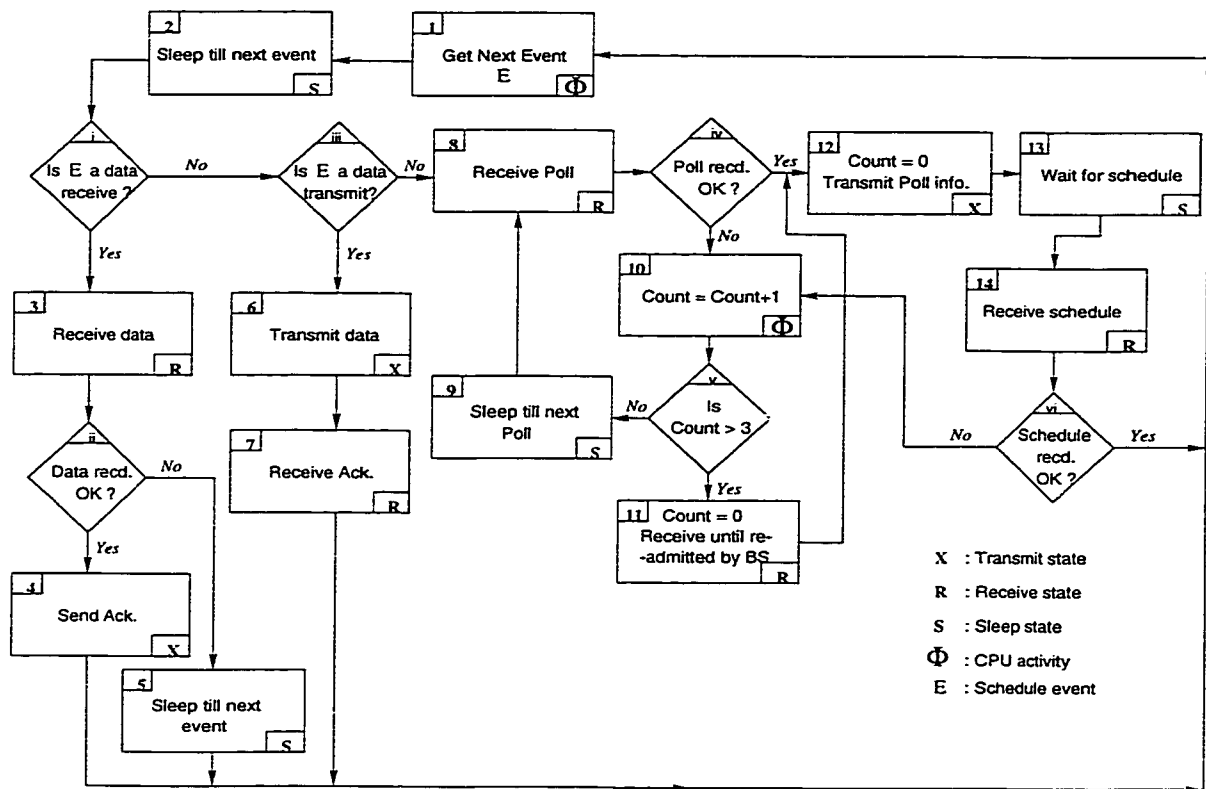 2
Sleep till next event
S
1
Get Next Event
E
Φ
i
Is E a data
receive ?
No
Yes
iii
Is E a data
transmit?
No
Yes
8
Receive Poll
R
iv
Poll recd.
OK ?
Yes
No
12
Count = 0
Transmit Poll info.
X
13
Wait for schedule
S
3
Receive data
R
6
Transmit data
X
10
Count = Count+1
Φ
14
Receive schedule
R
9
Sleep till next
Poll
S
v
Is
Count > 3
No
Yes
vi
Schedule
recd.
OK ?
No
Yes
ii
Data recd.
OK ?
No
Yes
7
Receive Ack.
R
11
Count = 0
Receive until re-
-admitted by BS
R
4
Send Ack.
X
5
Sleep till next
event
S
X : Transmit state
R : Receive state
S : Sleep state
Φ : CPU activity
E : Schedule event